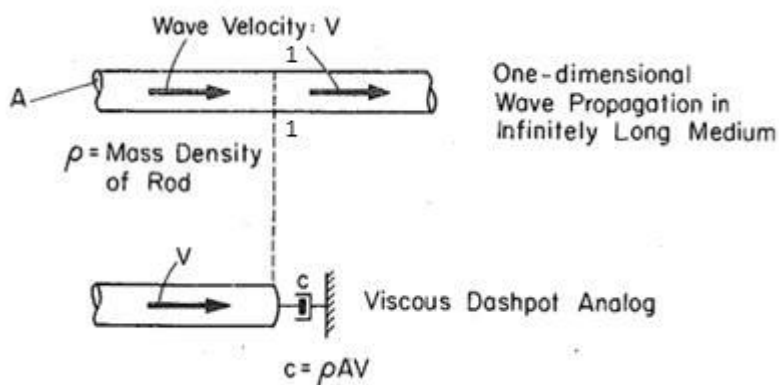 Wave Velocity: V
1
A
One-dimensional
Wave Propagation in
Infinitely Long Medium
1
ρ = Mass Density
of Rod
V
c
Viscous Dashpot Analog
c = ρAV